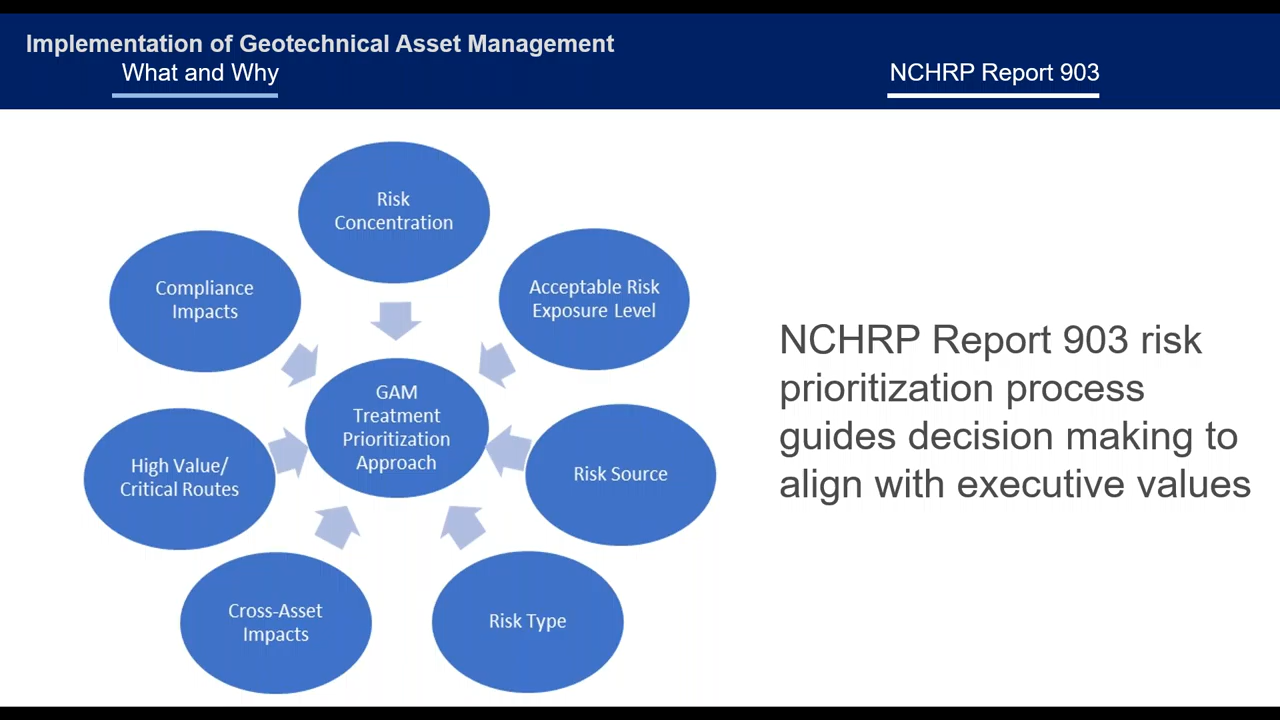 Implementation of Geotechnical Asset Management
What and Why
NCHRP Report 903
Risk
Concentration
Acceptable Risk
Exposure Level
Risk Source
Risk Type
Cross-Asset
Impacts
High Value/
Critical Routes
Compliance
Impacts
GAM
Treatment
Prioritization
Approach
NCHRP Report 903 risk
prioritization process
guides decision making to
align with executive values